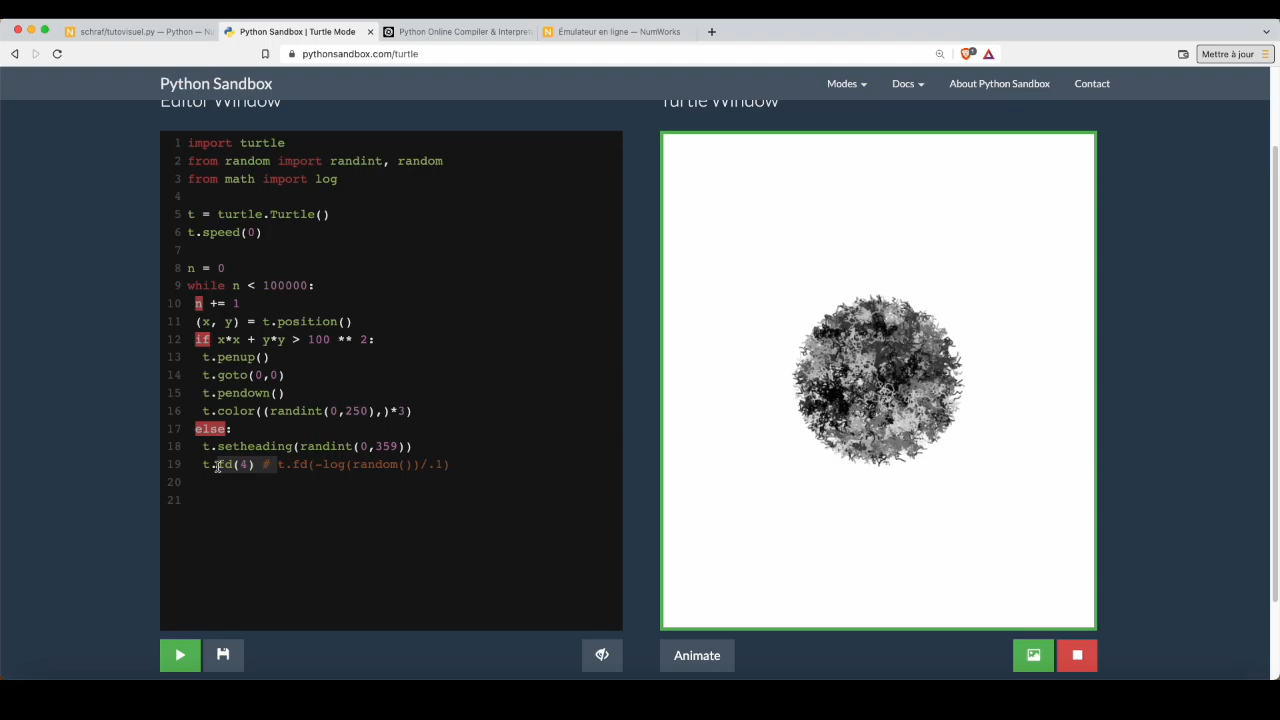 schraf/tutovisuel.py — Python — Nu
Python Sandbox | Turtle Mode
Python Online Compiler & Interpret
Émulateur en ligne — NumWorks
pythonsandbox.com/turtle
Mettre à jour
Python Sandbox
Modes
Docs
About Python Sandbox
Contact
Editor Window
Turtle Window
1 import turtle
2 from random import randint, random
3 from math import log
4
5 t = turtle.Turtle()
6 t.speed(0)
7
8 n = 0
9 while n < 100000:
10 n += 1
11 (x, y) = t.position()
12 if x*x + y*y > 100 ** 2:
13 t.penup()
14 t.goto(0,0)
15 t.pendown()
16 t.color((randint(0,250),)*3)
17 else:
18 t.setheading(randint(0,359))
19 t.fd(4) # t.fd(-log(random())/.1)
20
21
Animate